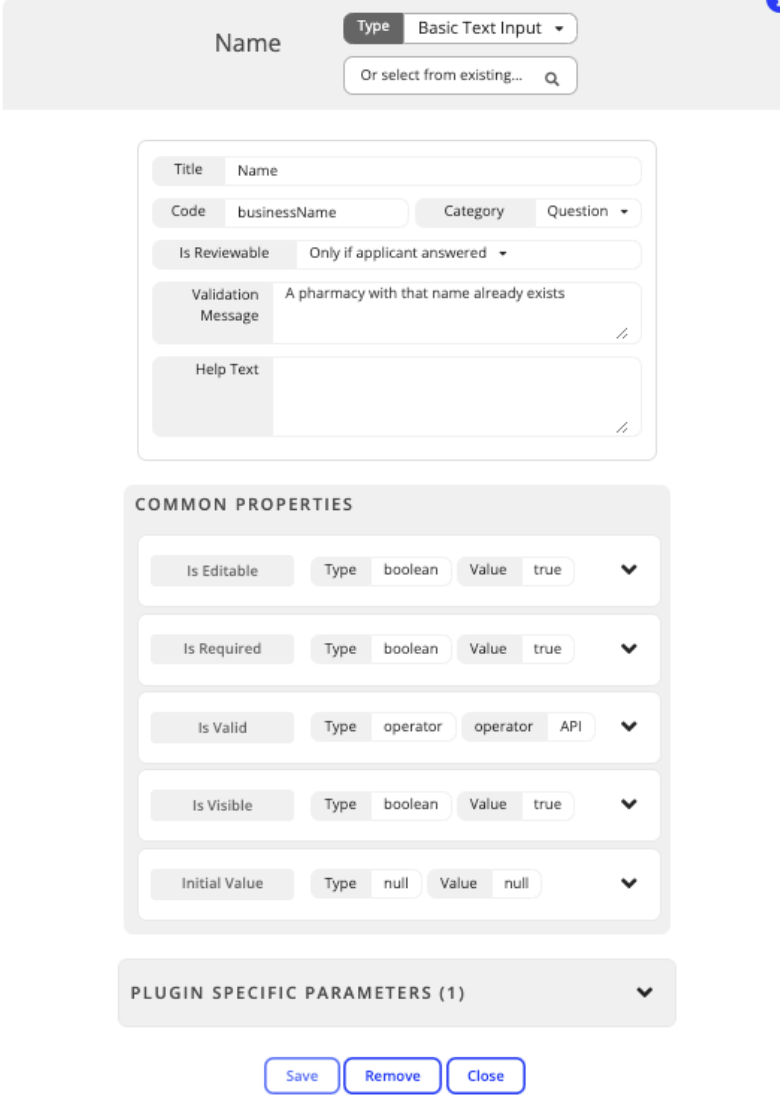 Name
Type Basic Text Input
Or select from existing...
Title Name
Code businessName Category Question
Is Reviewable Only if applicant answered
Validation Message A pharmacy with that name already exists
Help Text
COMMON PROPERTIES
Is Editable Type boolean Value true
Is Required Type boolean Value true
Is Valid Type operator operator API
Is Visible Type boolean Value true
Initial Value Type null Value null
PLUGIN SPECIFIC PARAMETERS (1)
Save Remove Close